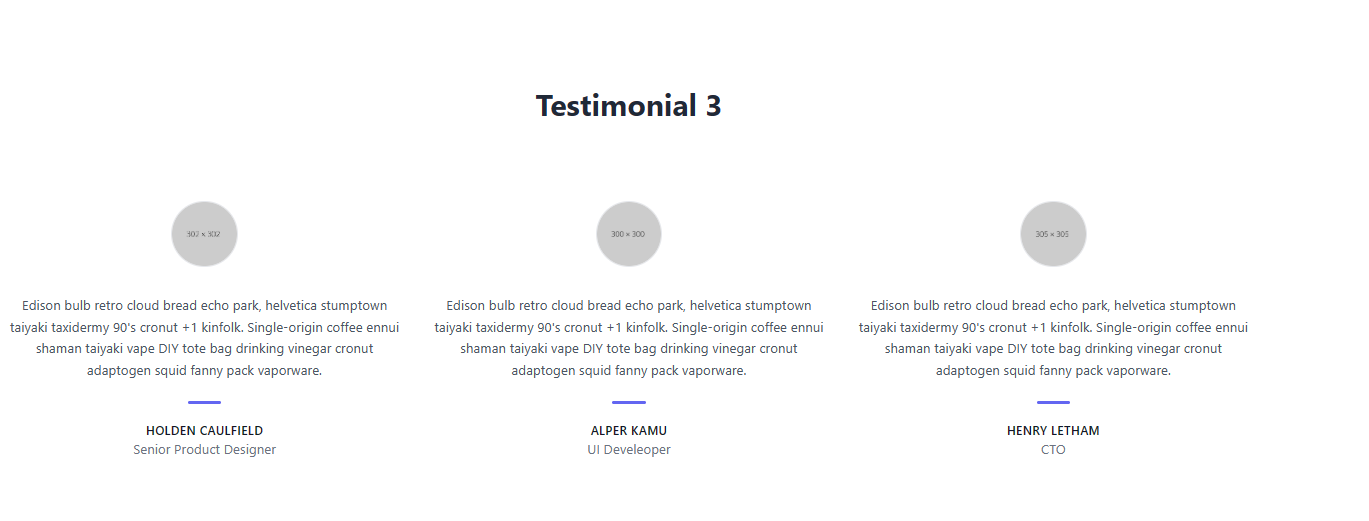 Testimonial 3
302 × 302
Edison bulb retro cloud bread echo park, helvetica stumptown
taiyaki taxidermy 90's cronut +1 kinfolk. Single-origin coffee ennui
shaman taiyaki vape DIY tote bag drinking vinegar cronut
adaptogen squid fanny pack vaporware.
HOLDEN CAULFIELD
Senior Product Designer
300 × 300
Edison bulb retro cloud bread echo park, helvetica stumptown
taiyaki taxidermy 90's cronut +1 kinfolk. Single-origin coffee ennui
shaman taiyaki vape DIY tote bag drinking vinegar cronut
adaptogen squid fanny pack vaporware.
ALPER KAMU
UI Develeoper
305 × 305
Edison bulb retro cloud bread echo park, helvetica stumptown
taiyaki taxidermy 90's cronut +1 kinfolk. Single-origin coffee ennui
shaman taiyaki vape DIY tote bag drinking vinegar cronut
adaptogen squid fanny pack vaporware.
HENRY LETHAM
CTO